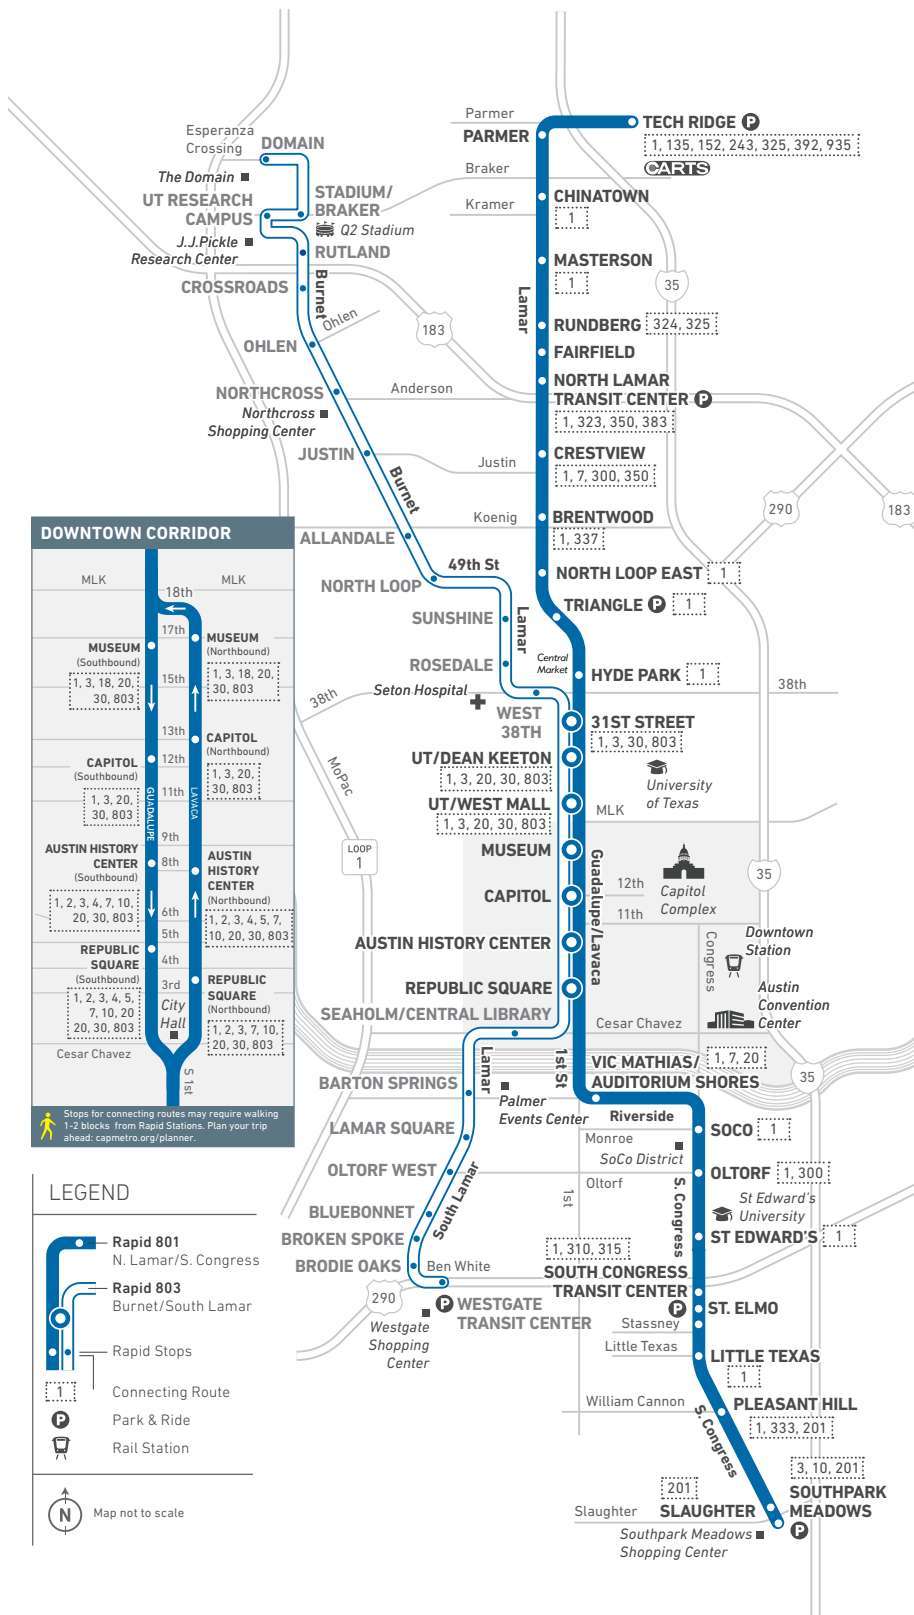 Parmer
TECH RIDGE P
PARMER
1, 135, 152, 243, 325, 392, 935
CARTS
Esperanza
Crossing
DOMAIN
The Domain
Braker
UT RESEARCH
CAMPUS
STADIUM/
BRAKER
Q2 Stadium
CHINATOWN
1
Kramer
J.J.Pickle
Research Center
RUTLAND
MASTERSON
1
CROSSROADS
Burnet
Lamar
35
Ohlen
183
RUNDBERG
324, 325
OHLEN
FAIRFIELD
NORTHCROSS
Anderson
NORTH LAMAR
TRANSIT CENTER P
1, 323, 350, 383
Northcross
Shopping Center
JUSTIN
Justin
CRESTVIEW
1, 7, 300, 350
Burnet
290
183
Koenig
BRENTWOOD
1, 337
ALLANDALE
49th St
NORTH LOOP
NORTH LOOP EAST
1
SUNSHINE
Lamar
TRIANGLE P
1
ROSEDALE
Central
Market
HYDE PARK
1
38th
38th
Seton Hospital
WEST
38TH
31ST STREET
1, 3, 30, 803
MoPac
UT/DEAN KEETON
1, 3, 20, 30, 803
University
of Texas
UT/WEST MALL
1, 3, 20, 30, 803
MLK
MUSEUM
LOOP
1
Guadalupe/Lavaca
35
CAPITOL
12th
11th
Capitol
Complex
AUSTIN HISTORY CENTER
Congress
Downtown
Station
REPUBLIC SQUARE
Austin
Convention
Center
SEAHOLM/CENTRAL LIBRARY
Cesar Chavez
Lamar
1st St
VIC MATHIAS/
AUDITORIUM SHORES
1, 7, 20
35
BARTON SPRINGS
Palmer
Events Center
Riverside
LAMAR SQUARE
Monroe
SOCO
1
SoCo District
OLTORF WEST
Oltorf
OLTORF
1, 300
South Lamar
1st
S. Congress
St Edward's
University
BLUEBONNET
BROKEN SPOKE
ST EDWARD'S
1
1, 310, 315
BRODIE OAKS
Ben White
SOUTH CONGRESS
TRANSIT CENTER
P
290
P WESTGATE
TRANSIT CENTER
ST. ELMO
Westgate
Shopping
Center
Stassney
Little Texas
LITTLE TEXAS
1
William Cannon
PLEASANT HILL
1, 333, 201
S. Congress
3, 10, 201
201
SOUTHPARK
MEADOWS
P
Slaughter
SLAUGHTER
Southpark Meadows
Shopping Center
DOWNTOWN CORRIDOR
MLK
MLK
18th
17th
MUSEUM
(Southbound)
1, 3, 18, 20,
30, 803
MUSEUM
(Northbound)
1, 3, 18, 20,
30, 803
15th
13th
CAPITOL
(Southbound)
1, 3, 20,
30, 803
12th
CAPITOL
(Northbound)
1, 3, 20,
30, 803
11th
GUADALUPE
LAVACA
9th
AUSTIN HISTORY
CENTER
(Southbound)
1, 2, 3, 4, 7, 10,
20, 30, 803
8th
AUSTIN
HISTORY
CENTER
(Northbound)
1, 2, 3, 4, 5, 7,
10, 20, 30, 803
6th
5th
REPUBLIC
SQUARE
(Southbound)
1, 2, 3, 4, 5,
7, 10, 20
20, 30, 803
4th
3rd
REPUBLIC
SQUARE
(Northbound)
1, 2, 3, 7, 10,
20, 30, 803
City
Hall
Cesar Chavez
S 1st
Stops for connecting routes may require walking
1-2 blocks from Rapid Stations. Plan your trip
ahead: capmetro.org/planner.
LEGEND
Rapid 801
N. Lamar/S. Congress
Rapid 803
Burnet/South Lamar
Rapid Stops
1 Connecting Route
P Park & Ride
Rail Station
N Map not to scale